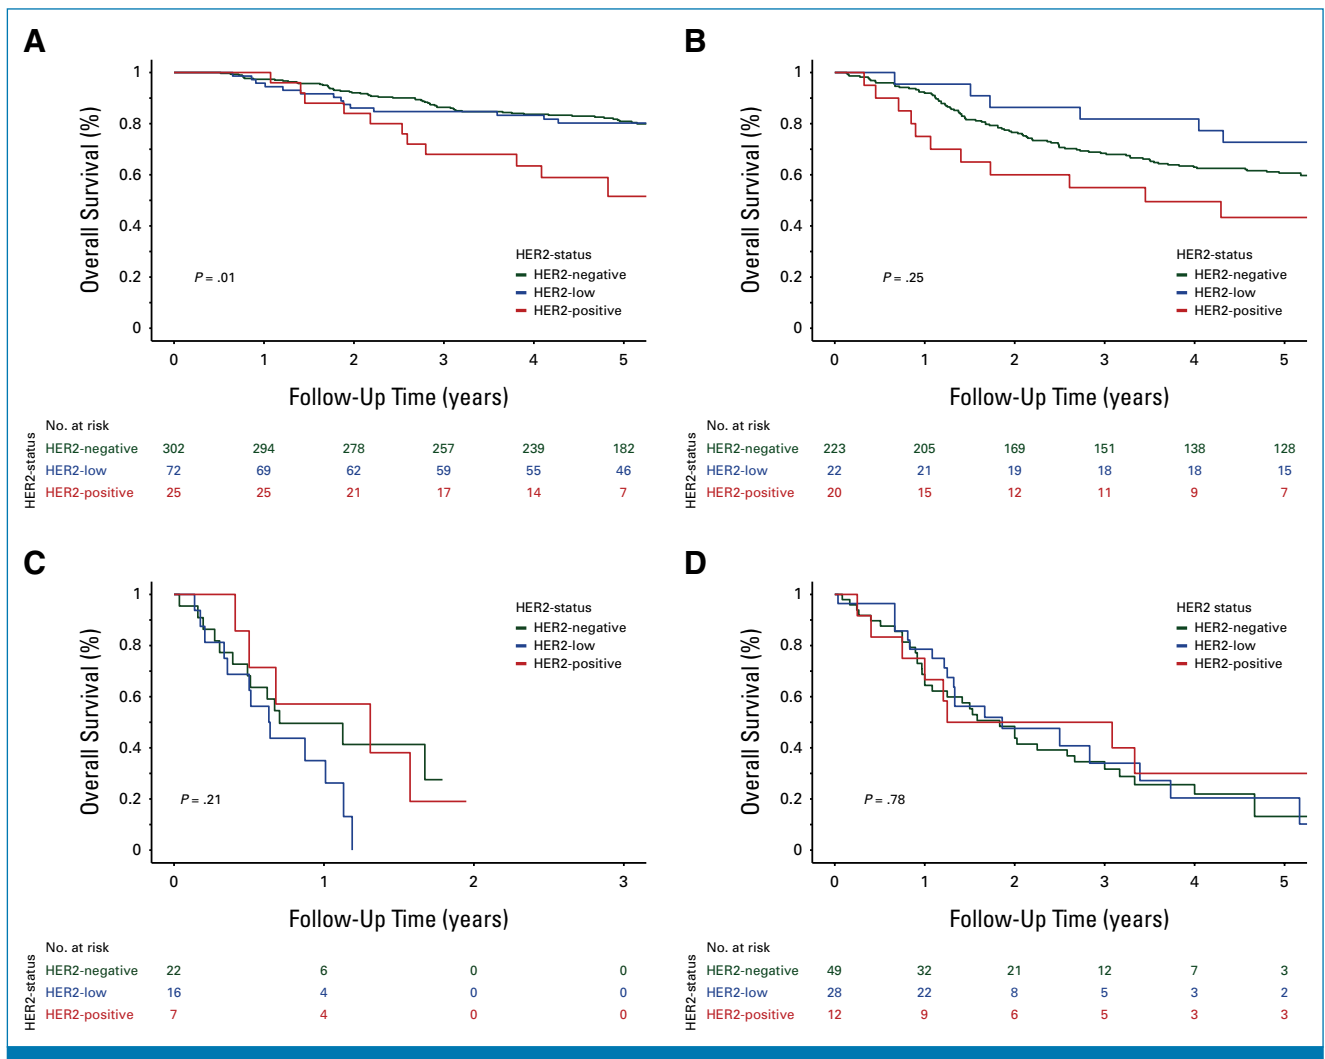 A
Overall Survival (%)
1
0.8
0.6
0.4
0.2
0
P = .01
HER2-status
HER2-negative
HER2-low
HER2-positive
0 1 2 3 4 5
Follow-Up Time (years)
HER2-status
No. at risk
HER2-negative 302 294 278 257 239 182
HER2-low 72 69 62 59 55 46
HER2-positive 25 25 21 17 14 7
B
Overall Survival (%)
1
0.8
0.6
0.4
0.2
0
P = .25
HER2-status
HER2-negative
HER2-low
HER2-positive
0 1 2 3 4 5
Follow-Up Time (years)
HER2-status
No. at risk
HER2-negative 223 205 169 151 138 128
HER2-low 22 21 19 18 18 15
HER2-positive 20 15 12 11 9 7
C
Overall Survival (%)
1
0.8
0.6
0.4
0.2
0
P = .21
HER2-status
HER2-negative
HER2-low
HER2-positive
0 1 2 3
Follow-Up Time (years)
HER2-status
No. at risk
HER2-negative 22 6 0 0
HER2-low 16 4 0 0
HER2-positive 7 4 0 0
D
Overall Survival (%)
1
0.8
0.6
0.4
0.2
0
P = .78
HER2 status
HER2-negative
HER2-low
HER2-positive
0 1 2 3 4 5
Follow-Up Time (years)
HER2-status
No. at risk
HER2-negative 49 32 21 12 7 3
HER2-low 28 22 8 5 3 2
HER2-positive 12 9 6 5 3 3